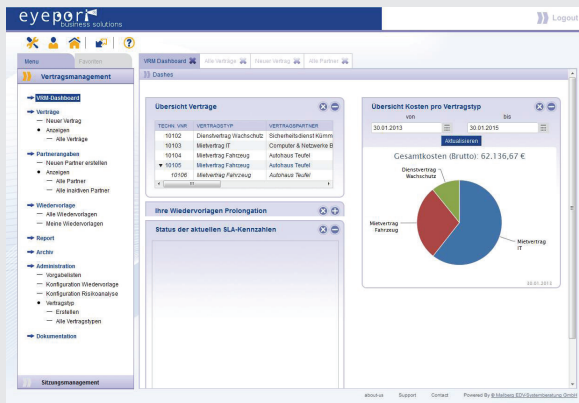 eyeport
business solutions
Logout
Menu
Favoriten
VRM Dashboard
Alle Verträge
Neuer Vertrag
Alle Partner
Vertragsmanagement
Dashes
VRM-Dashboard
Verträge
Neuer Vertrag
Anzeigen
Alle Verträge
Partnerangaben
Neuen Partner erstellen
Anzeigen
Alle Partner
Alle inaktiven Partner
Wiedervorlage
Alle Wiedervorlagen
Meine Wiedervorlagen
Report
Archiv
Administration
Vorgabelisten
Konfiguration Wiedervorlage
Konfiguration Risikoanalyse
Vertragstyp
Erstellen
Alle Vertragstypen
Dokumentation
Sitzungsmanagement
Übersicht Verträge
TECHN. VNR VERTRAGSTYP VERTRAGSPARTNER
10102 Dienstvertrag Wachschutz Sicherheitsdienst Kümm
10103 Mietvertrag IT Computer & Netzwerke B
10104 Mietvertrag Fahrzeug Autohaus Teufel
10105 Mietvertrag Fahrzeug Autohaus Teufel
10106 Mietvertrag Fahrzeug Autohaus Teufel
Ihre Wiedervorlagen Prolongation
Status der aktuellen SLA-Kennzahlen
Übersicht Kosten pro Vertragstyp
von bis
30.01.2013 30.01.2015
Aktualisieren
Gesamtkosten (Brutto): 62.136,67 €
Dienstvertrag
Wachschutz
Mietvertrag
Fahrzeug
Mietvertrag
IT
about-us Support Contact Powered By © Mellberg EDV-Systemberatung GmbH